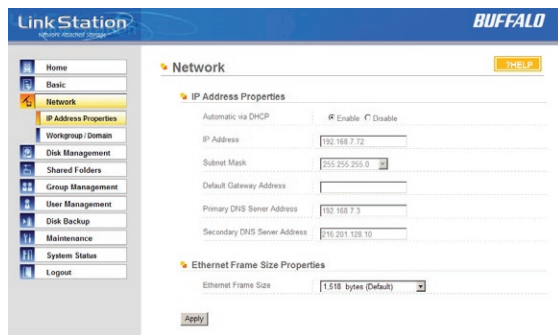 LinkStation
Network Attached Storage
BUFFALO
Home
Basic
Network
IP Address Properties
Workgroup / Domain
Disk Management
Shared Folders
Group Management
User Management
Disk Backup
Maintenance
System Status
Logout
Network
?HELP
IP Address Properties
Automatic via DHCP Enable Disable
IP Address 192.168.7.72
Subnet Mask 255.255.255.0
Default Gateway Address
Primary DNS Server Address 192.168.7.3
Secondary DNS Server Address 216.201.128.10
Ethernet Frame Size Properties
Ethernet Frame Size 1,518 bytes (Default)
Apply